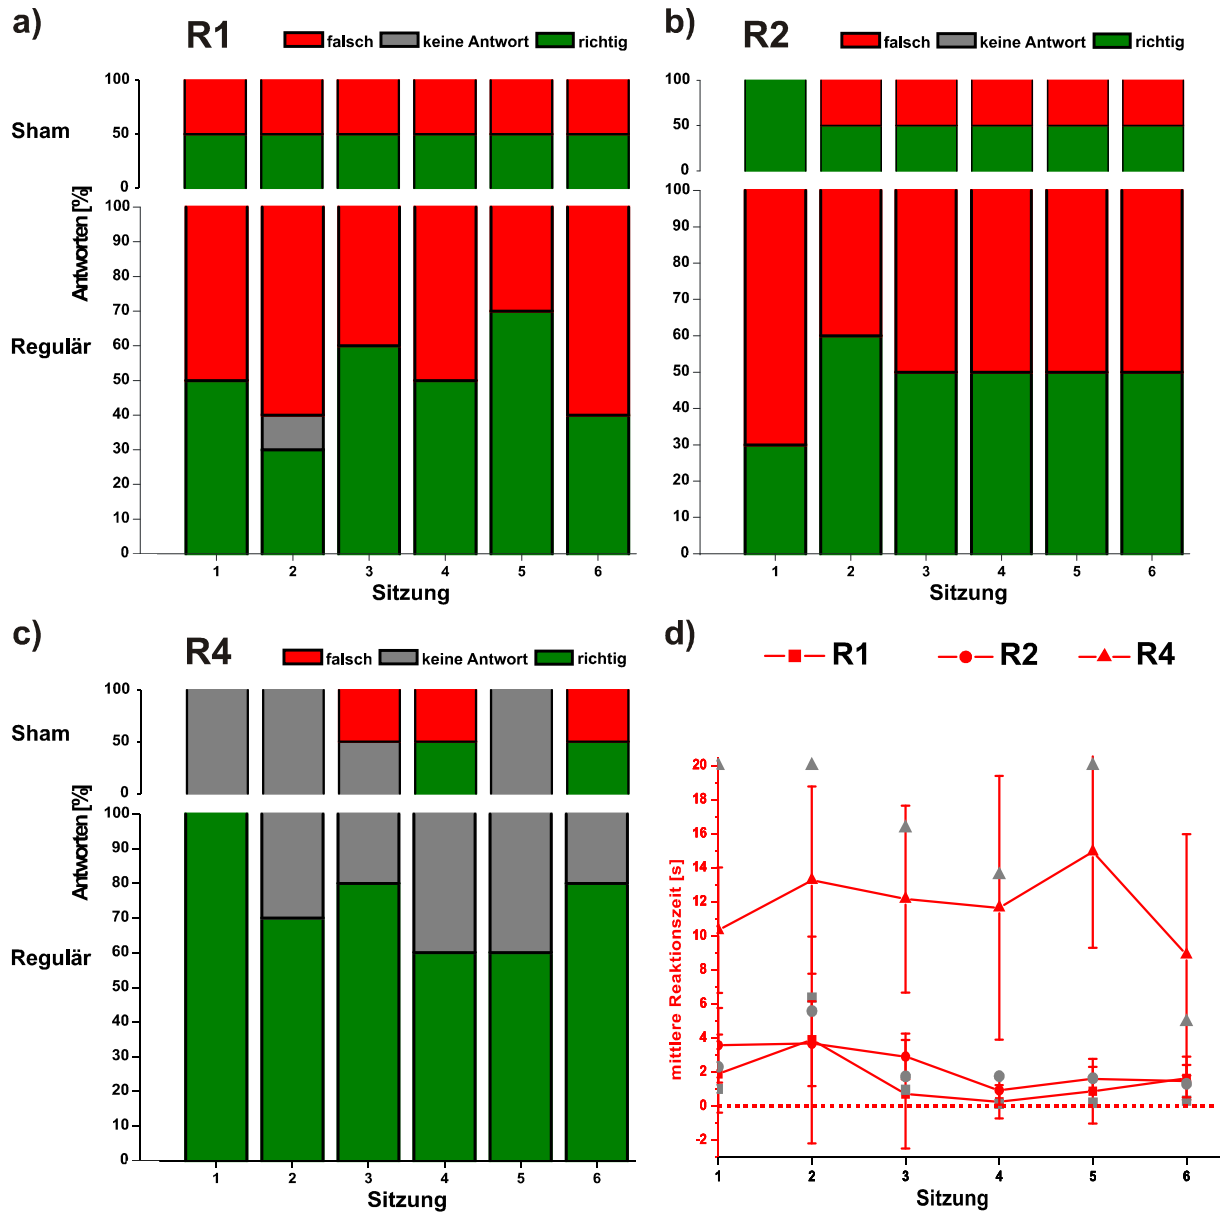 a)
R1
falsch
keine Antwort
richtig
Sham
Regulär
Antworten [%]
100
50
0
100
90
80
70
60
50
40
30
20
10
0
1 2 3 4 5 6
Sitzung
b)
R2
falsch
keine Antwort
richtig
100
50
0
100
90
80
70
60
50
40
30
20
10
0
1 2 3 4 5 6
Sitzung
c)
R4
falsch
keine Antwort
richtig
Sham
Regulär
Antworten [%]
100
50
0
100
90
80
70
60
50
40
30
20
10
0
1 2 3 4 5 6
Sitzung
d)
R1
R2
R4
mittlere Reaktionszeit [s]
20
18
16
14
12
10
8
6
4
2
0
-2
1 2 3 4 5 6
Sitzung